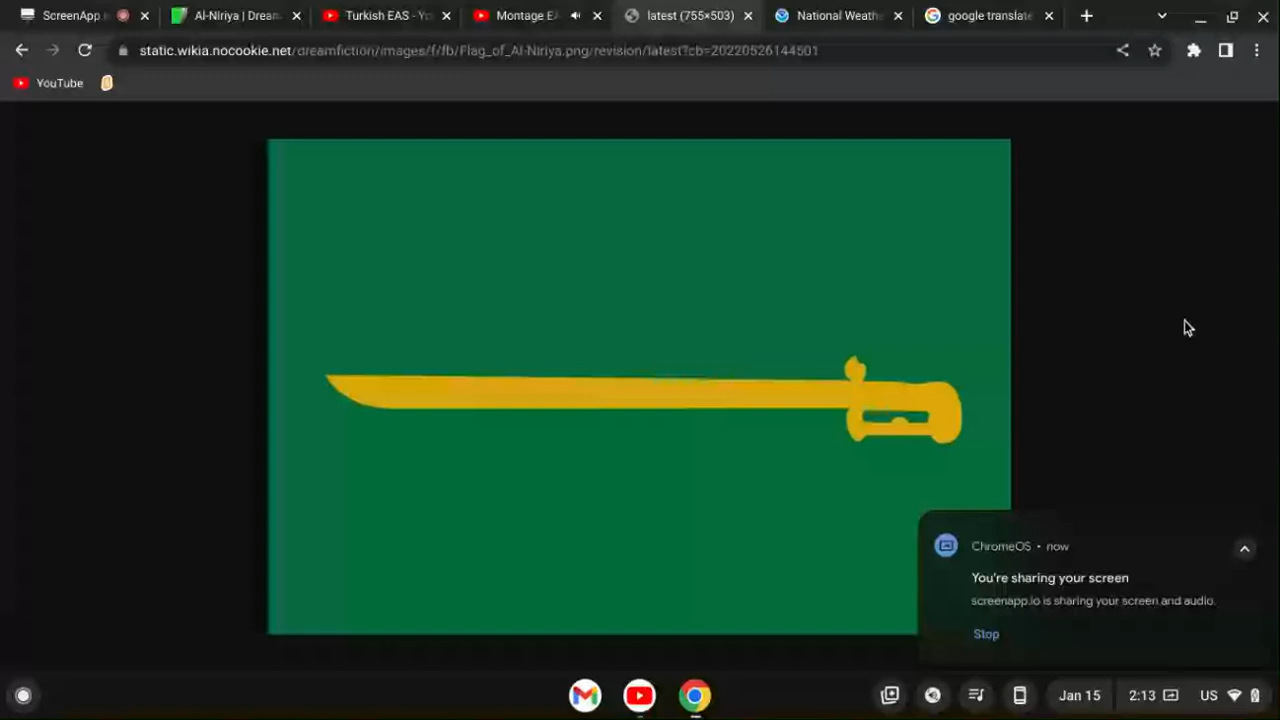 ScreenApp
Al-Niriya | Dream
Turkish EAS - Yo
Montage EA
latest (755×503)
National Weathe
google translate
static.wikia.nocookie.net/dreamfiction/images/f/fb/Flag_of_Al-Niriya.png/revision/latest?cb=20220526144501
YouTube
ChromeOS • now
You're sharing your screen
screenapp.io is sharing your screen and audio.
Stop
Jan 15
2:13
US